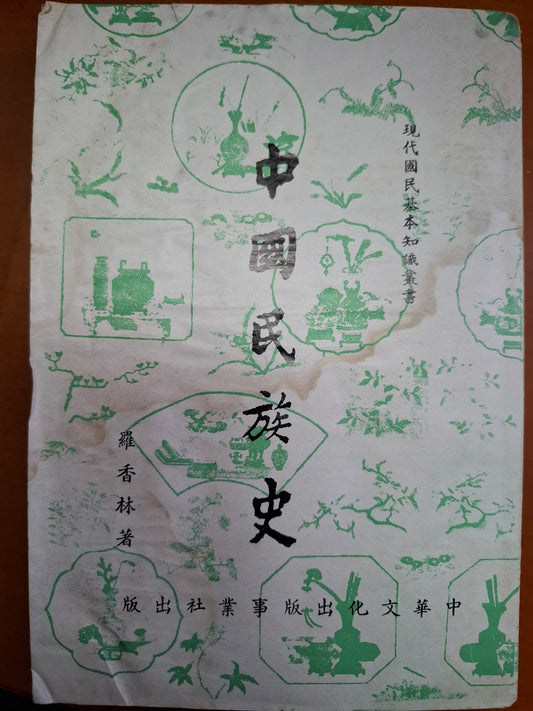 現代國民基本知識叢書
中國民族史
羅香林著
中華文化出版事業社出版